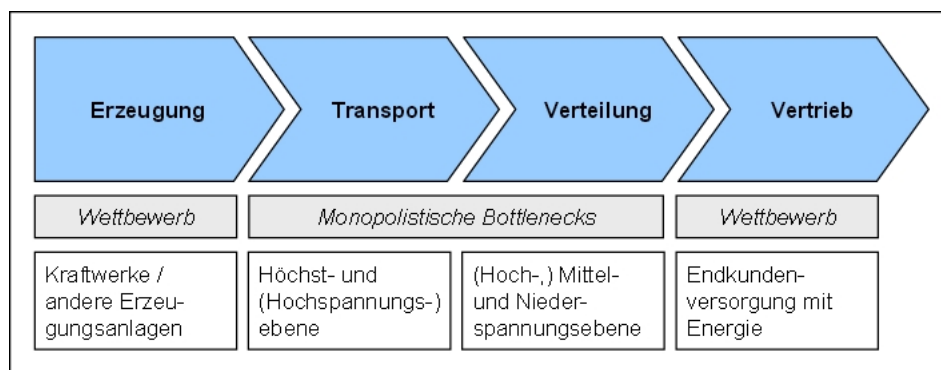 Erzeugung
Transport
Verteilung
Vertrieb
Wettbewerb
Monopolistische Bottlenecks
Wettbewerb
Kraftwerke /
andere Erzeu-
gungsanlagen
Höchst- und
(Hochspannungs-)
ebene
(Hoch-,) Mittel-
und Nieder-
spannungsebene
Endkunden-
versorgung mit
Energie